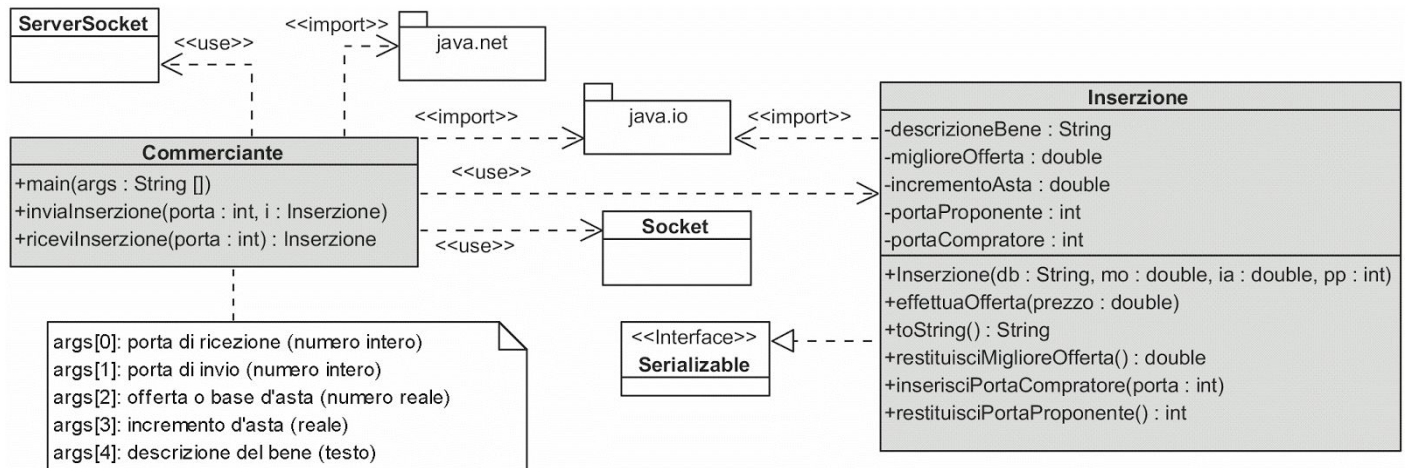 ServerSocket
<<use>>
<<import>>
java.net
Commerciante
+main(args : String [])
+inviaInserzione(porta : int, i : Inserzione)
+riceviInserzione(porta : int) : Inserzione
<<import>>
java.io
<<import>>
<<use>>
<<use>>
Socket
<<Interface>>
Serializable
Inserzione
-descrizioneBene : String
-miglioreOfferta : double
-incrementoAsta : double
-portaProponente : int
-portaCompratore : int
+Inserzione(db : String, mo : double, ia : double, pp : int)
+effettuaOfferta(prezzo : double)
+toString() : String
+restituisciMiglioreOfferta() : double
+inserisciPortaCompratore(porta : int)
+restituisciPortaProponente() : int
args[0]: porta di ricezione (numero intero)
args[1]: porta di invio (numero intero)
args[2]: offerta o base d'asta (numero reale)
args[3]: incremento d'asta (reale)
args[4]: descrizione del bene (testo)